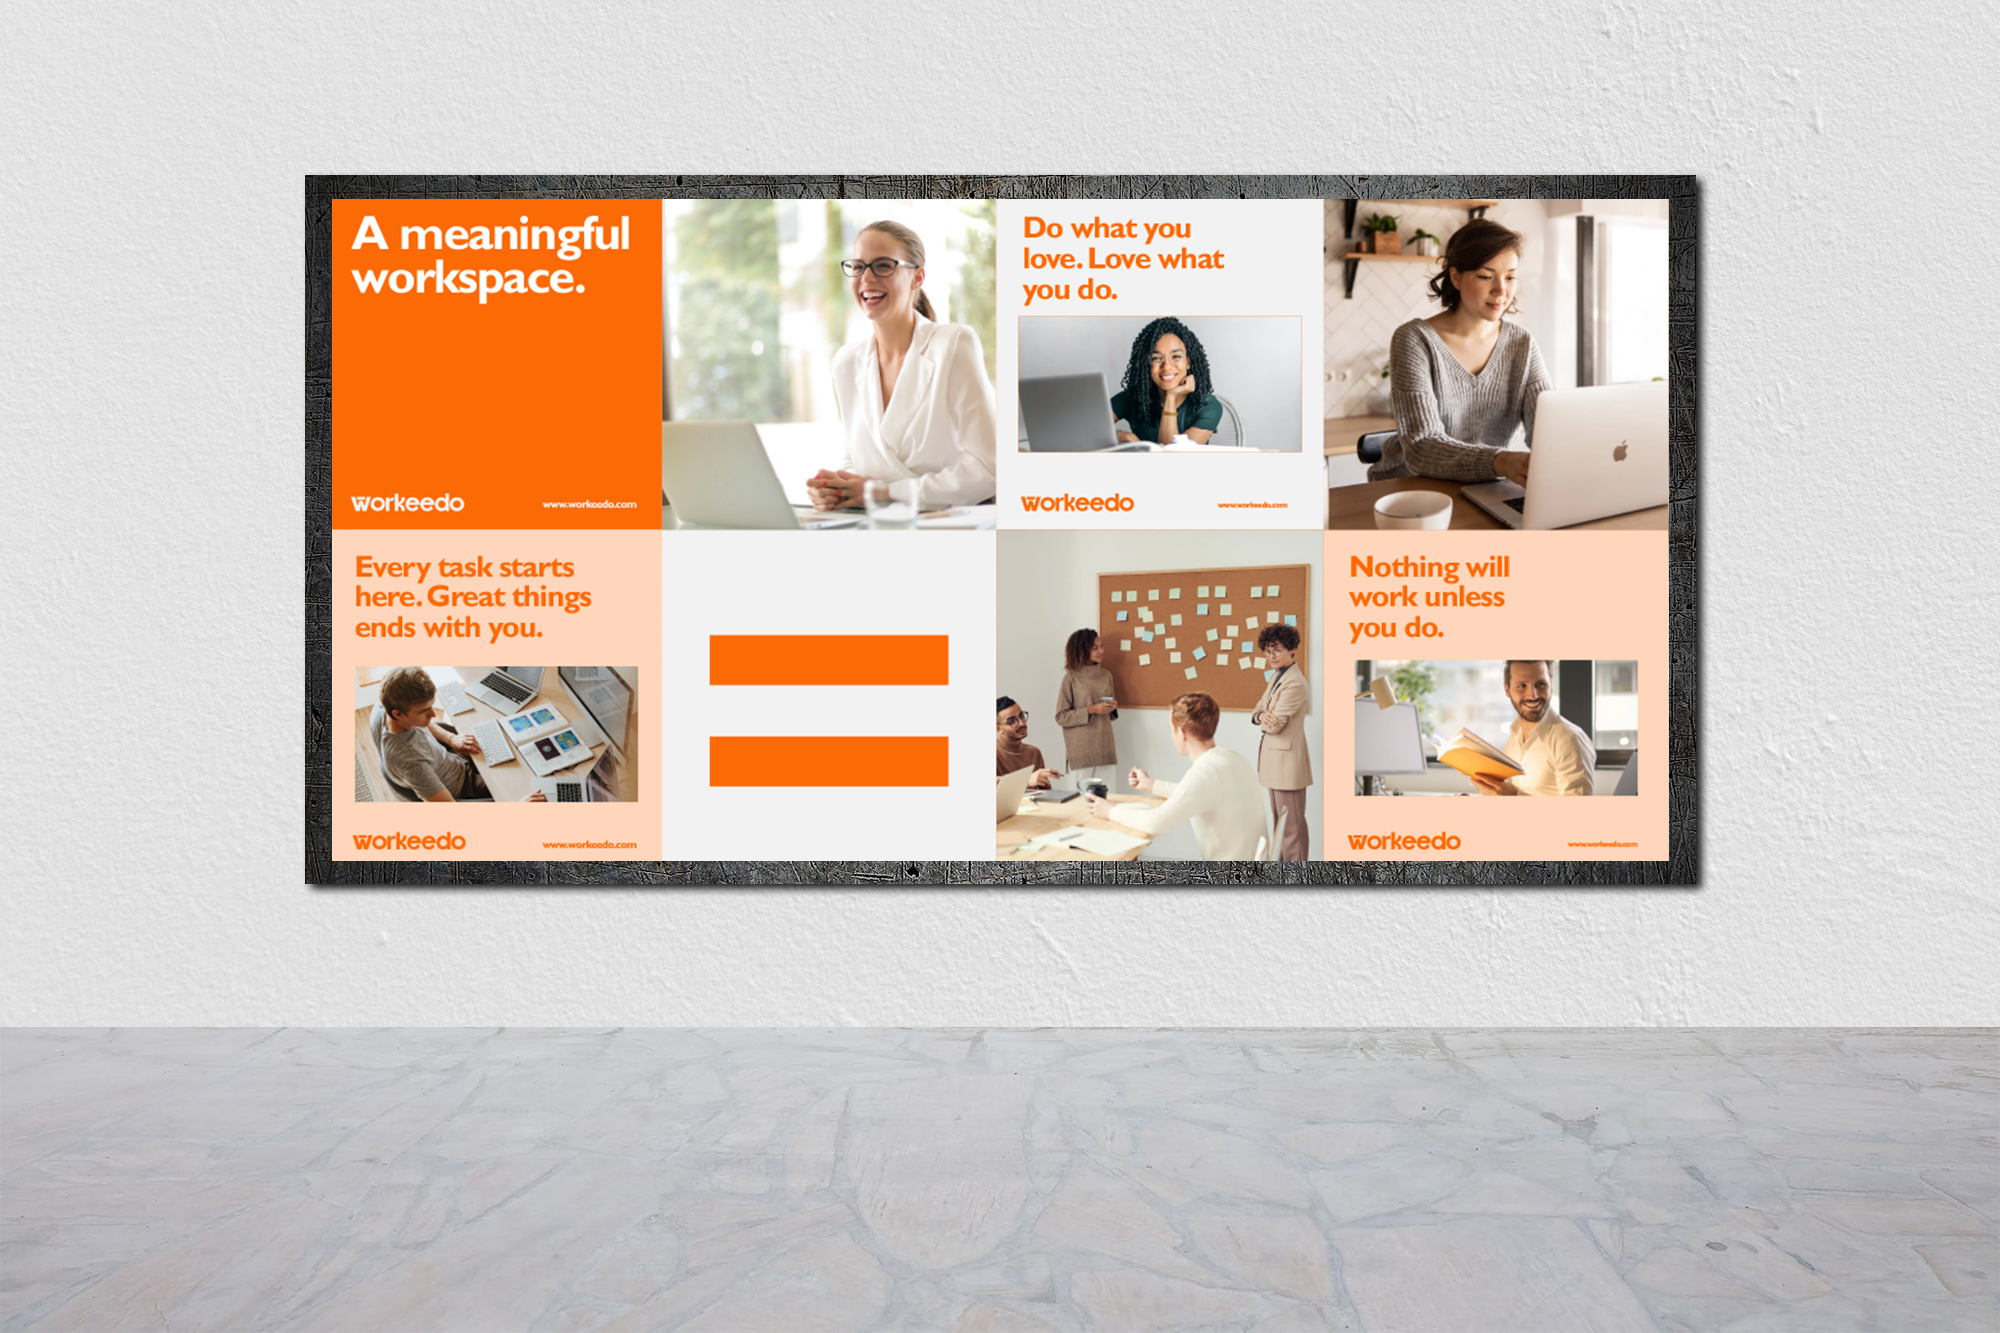 A meaningful
workspace.
workeedo
www.workeedo.com
Do what you
love. Love what
you do.
workeedo
www.workeedo.com
Every task starts
here. Great things
ends with you.
workeedo
www.workeedo.com
Nothing will
work unless
you do.
workeedo
www.workeedo.com